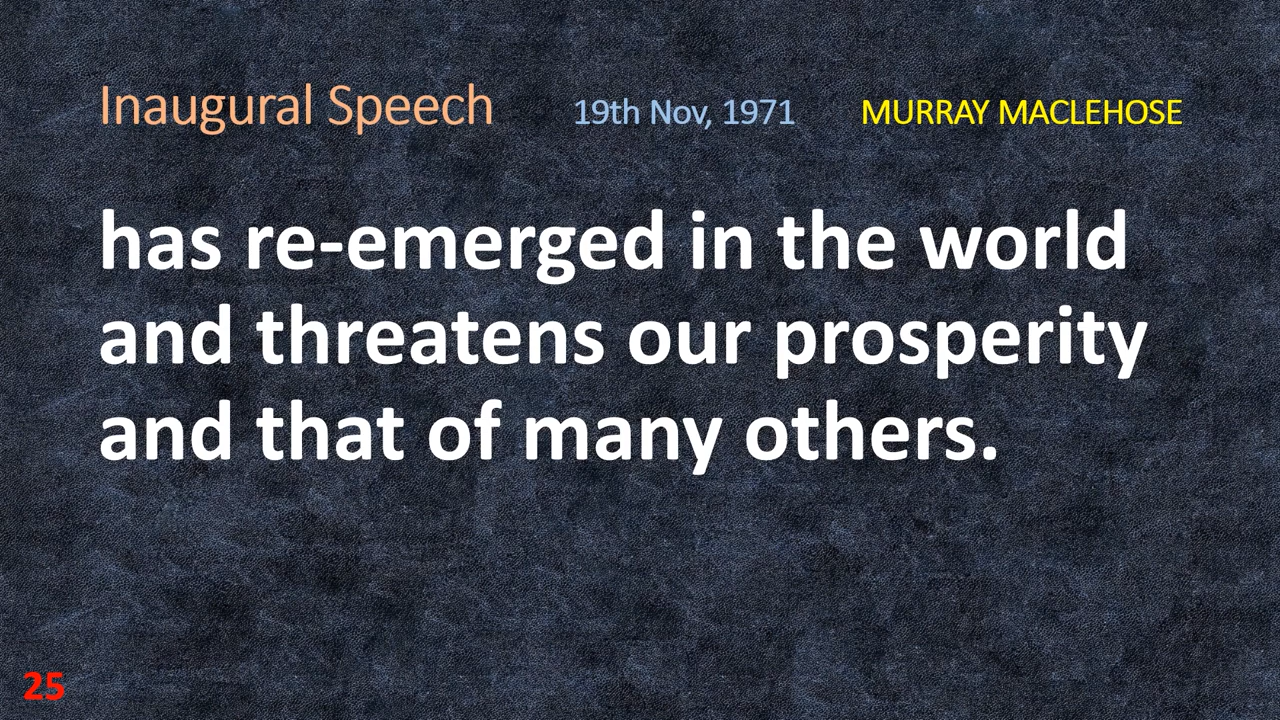 Inaugural Speech 19th Nov, 1971 MURRAY MACLEHOSE
has re-emerged in the world
and threatens our prosperity
and that of many others.
25